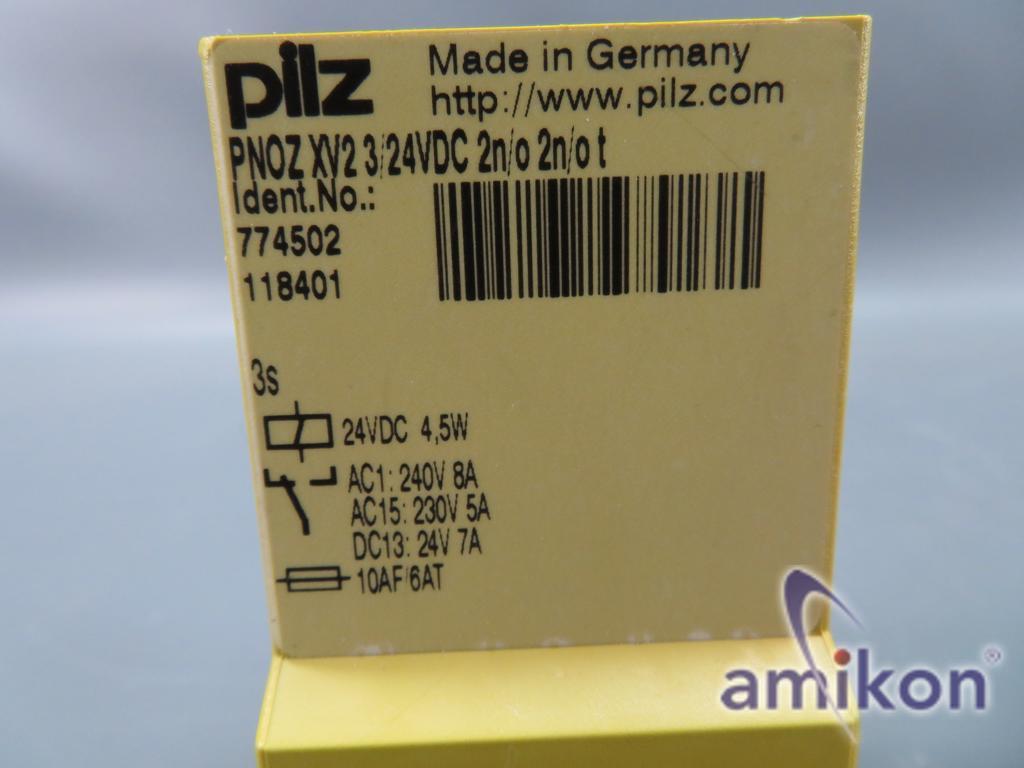 pilz
Made in Germany
http://www.pilz.com
PNOZ XV2 3/24VDC 2n/o 2n/o t
Ident.No.:
774502
118401
3s
24VDC 4,5W
AC1: 240V 8A
AC15: 230V 5A
DC13: 24V 7A
10AF/6AT
amikon®